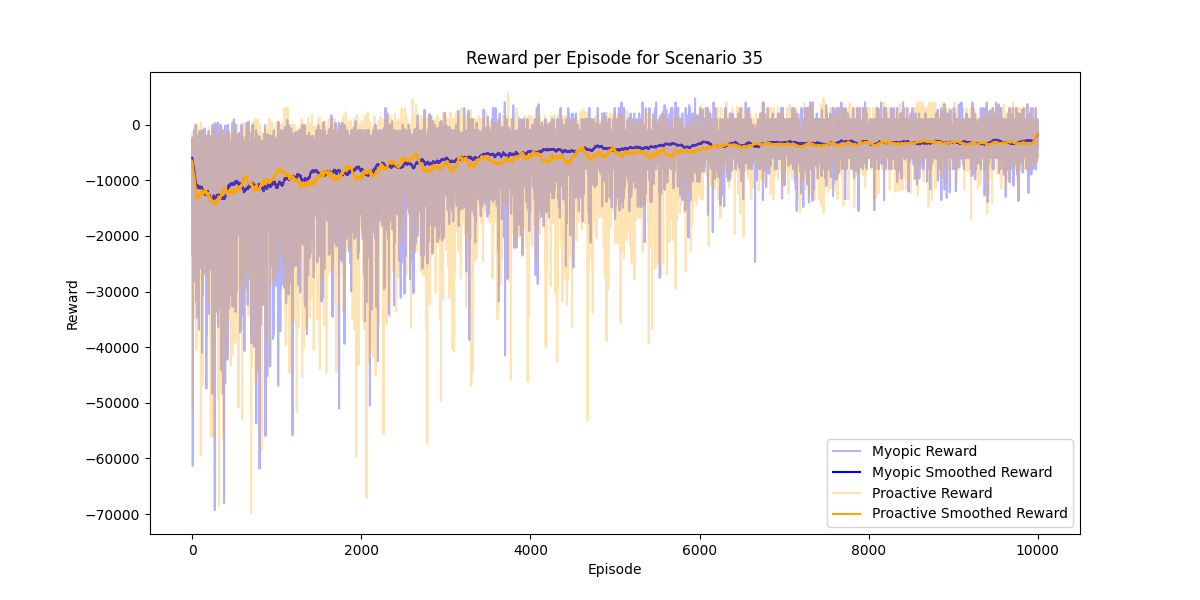 Reward per Episode for Scenario 35
Reward
0
−10000
−20000
−30000
−40000
−50000
−60000
−70000
0
2000
4000
6000
8000
10000
Episode
Myopic Reward
Myopic Smoothed Reward
Proactive Reward
Proactive Smoothed Reward